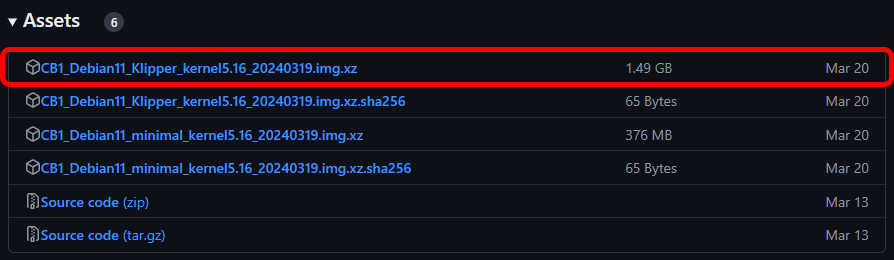 Assets 6
CB1_Debian11_Klipper_kernel5.16_20240319.img.xz 1.49 GB Mar 20
CB1_Debian11_Klipper_kernel5.16_20240319.img.xz.sha256 65 Bytes Mar 20
CB1_Debian11_minimal_kernel5.16_20240319.img.xz 376 MB Mar 20
CB1_Debian11_minimal_kernel5.16_20240319.img.xz.sha256 65 Bytes Mar 20
Source code (zip) Mar 13
Source code (tar.gz) Mar 13